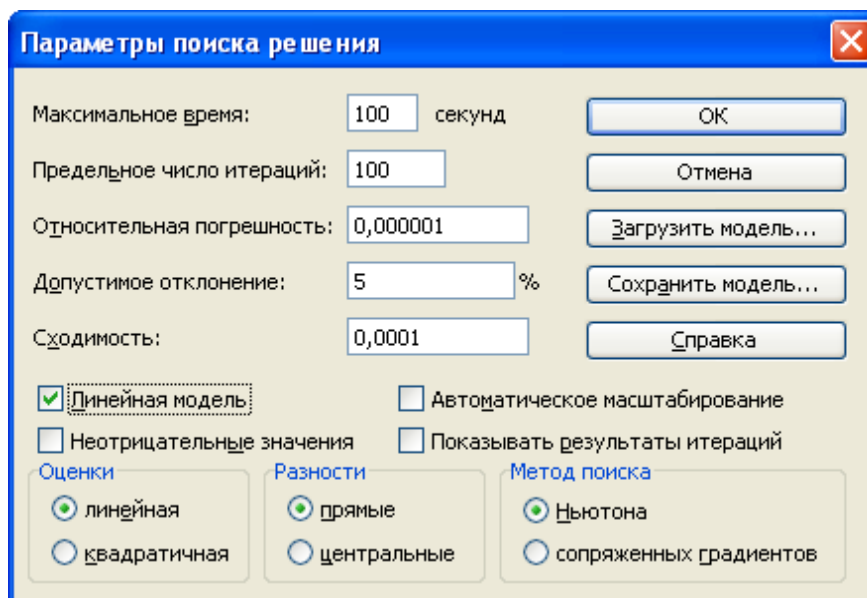 Параметры поиска решения
Максимальное время: 100 секунд
ОК
Предельное число итераций: 100
Отмена
Относительная погрешность: 0,000001
Загрузить модель...
Допустимое отклонение: 5 %
Сохранить модель...
Сходимость: 0,0001
Справка
Линейная модель
Автоматическое масштабирование
Неотрицательные значения
Показывать результаты итераций
Оценки
линейная
квадратичная
Разности
прямые
центральные
Метод поиска
Ньютона
сопряженных градиентов